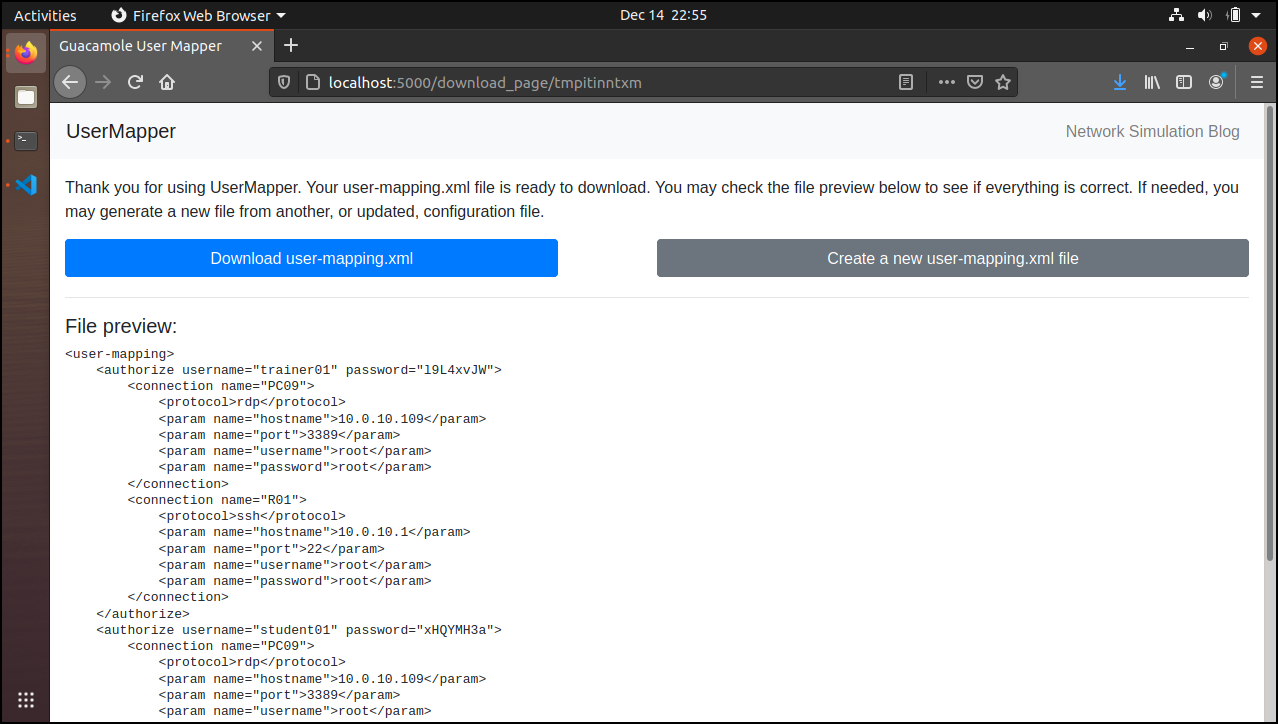 Activities Firefox Web Browser Dec 14 22:55
Guacamole User Mapper
localhost:5000/download_page/tmpitinntxm
UserMapper Network Simulation Blog
Thank you for using UserMapper. Your user-mapping.xml file is ready to download. You may check the file preview below to see if everything is correct. If needed, you
may generate a new file from another, or updated, configuration file.
Download user-mapping.xml Create a new user-mapping.xml file
File preview:
<user-mapping>
    <authorize username="trainer01" password="l9L4xvJW">
        <connection name="PC09">
            <protocol>rdp</protocol>
            <param name="hostname">10.0.10.109</param>
            <param name="port">3389</param>
            <param name="username">root</param>
            <param name="password">root</param>
        </connection>
        <connection name="R01">
            <protocol>ssh</protocol>
            <param name="hostname">10.0.10.1</param>
            <param name="port">22</param>
            <param name="username">root</param>
            <param name="password">root</param>
        </connection>
    </authorize>
    <authorize username="student01" password="xHQYMH3a">
        <connection name="PC09">
            <protocol>rdp</protocol>
            <param name="hostname">10.0.10.109</param>
            <param name="port">3389</param>
            <param name="username">root</param>